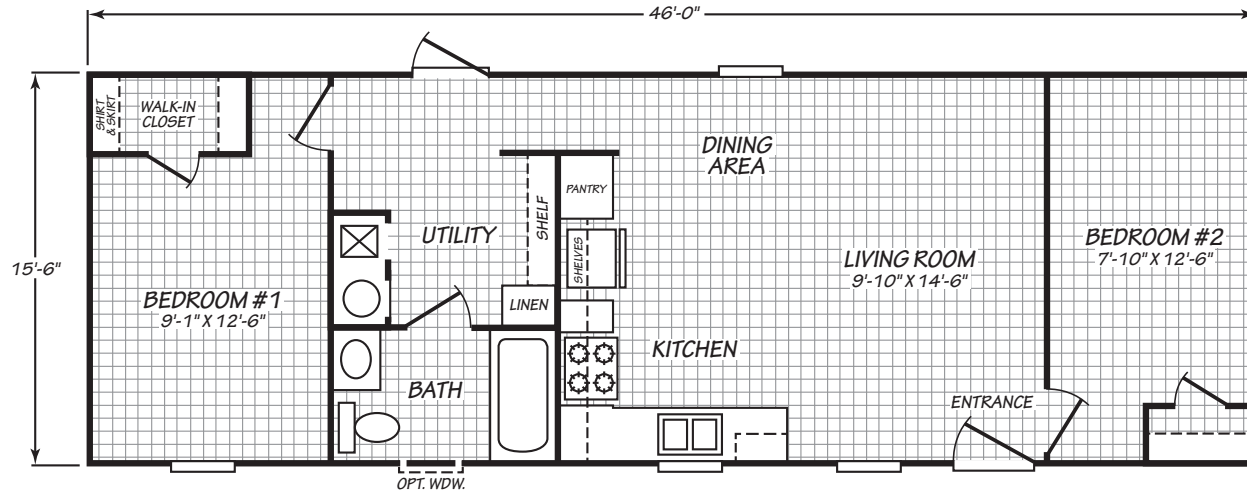 46'-0"
15'-6"
SHIRT
& SKIRT
WALK-IN
CLOSET
DINING
AREA
PANTRY
SHELF
UTILITY
SHELVES
LIVING ROOM
9'-10" X 14'-6"
BEDROOM #2
7'-10" X 12'-6"
BEDROOM #1
9'-1" X 12'-6"
LINEN
KITCHEN
BATH
ENTRANCE
OPT. WDW.